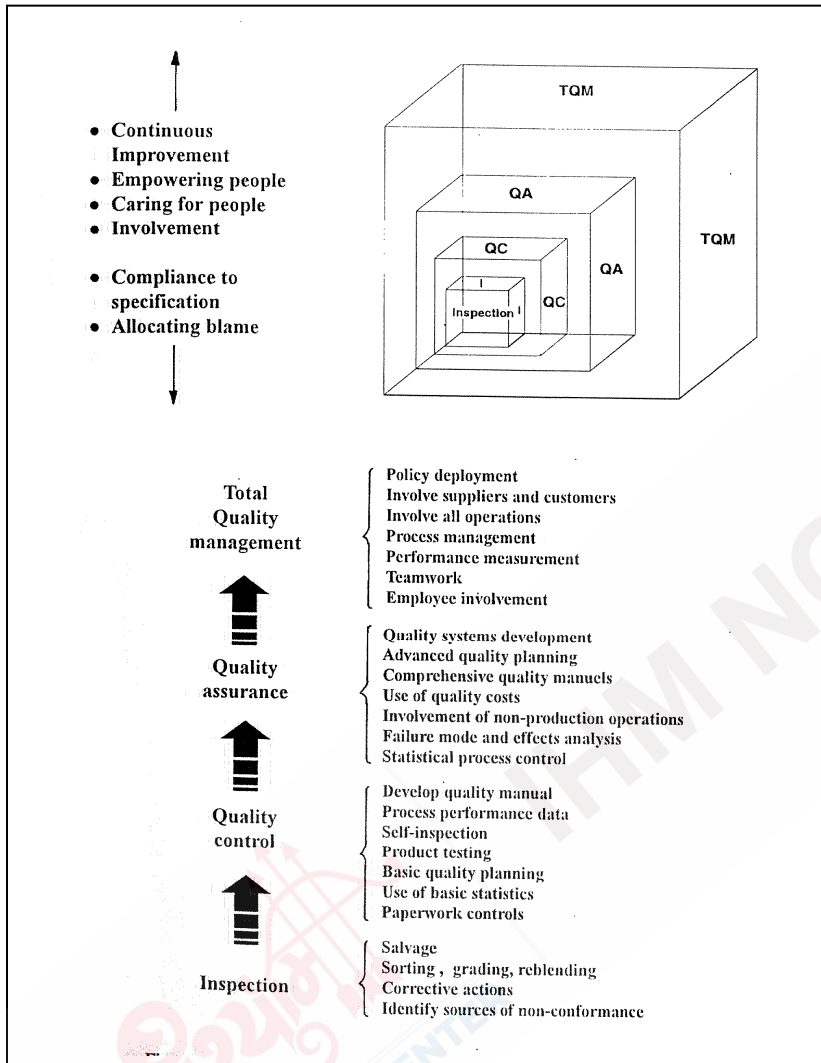 ● Continuous
Improvement
● Empowering people
● Caring for people
● Involvement
● Compliance to
specification
● Allocating blame
TQM
TQM
QA
QA
QC
QC
I
I
Inspection
Total
Quality
management
Policy deployment
Involve suppliers and customers
Involve all operations
Process management
Performance measurement
Teamwork
Employee involvement
Quality
assurance
Quality systems development
Advanced quality planning
Comprehensive quality manuels
Use of quality costs
Involvement of non-production operations
Failure mode and effects analysis
Statistical process control
Quality
control
Develop quality manual
Process performance data
Self-inspection
Product testing
Basic quality planning
Use of basic statistics
Paperwork controls
Inspection
Salvage
Sorting , grading, reblending
Corrective actions
Identify sources of non-conformance
IHM